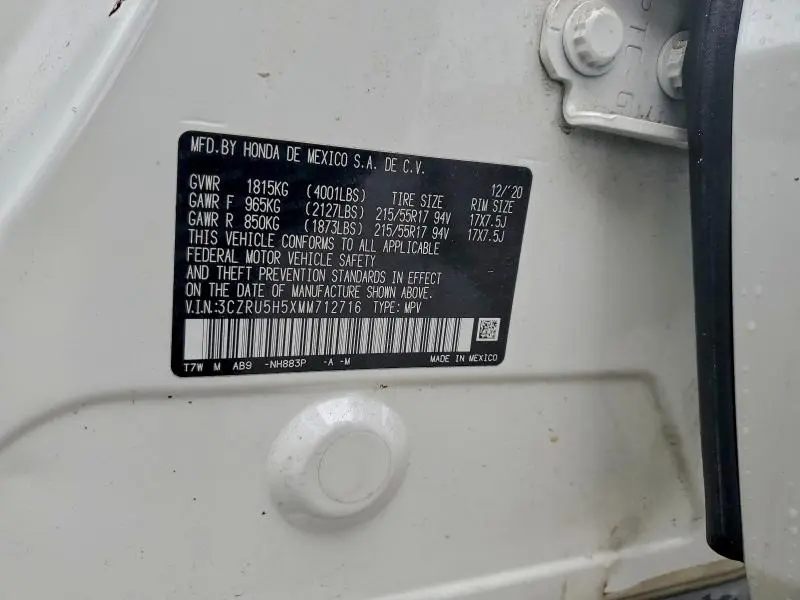 MFD.BY HONDA DE MEXICO S.A. DE C.V.
12/'20
GVWR 1815KG (4001LBS) TIRE SIZE RIM SIZE
GAWR F 965KG (2127LBS) 215/55R17 94V 17X7.5J
GAWR R 850KG (1873LBS) 215/55R17 94V 17X7.5J
THIS VEHICLE CONFORMS TO ALL APPLICABLE
FEDERAL MOTOR VEHICLE SAFETY
AND THEFT PREVENTION STANDARDS IN EFFECT
ON THE DATE OF MANUFACTURE SHOWN ABOVE.
V.I.N:3CZRU5H5XMM712716 TYPE: MPV
T7W M AB9 -NH883P -A -M MADE IN MEXICO